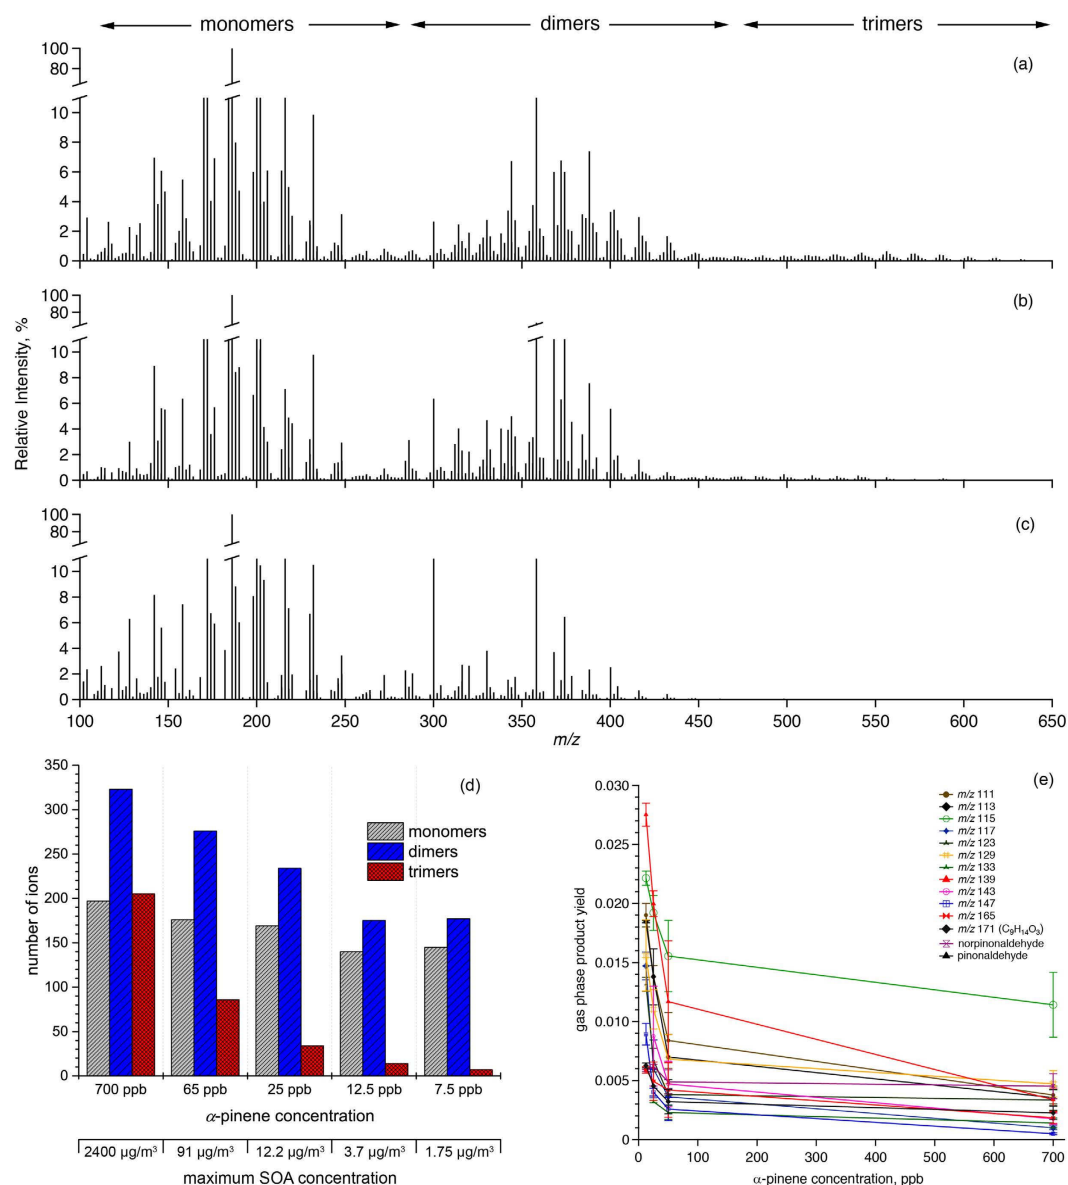 monomers dimers trimers
(a)
100
80
10
8
6
4
2
0
(b)
100
80
10
8
6
4
2
0
Relative Intensity, %
(c)
100
80
10
8
6
4
2
0
100 150 200 250 300 350 400 450 500 550 600 650
m/z
(d)
350
300
250
200
150
100
50
0
number of ions
monomers
dimers
trimers
700 ppb 65 ppb 25 ppb 12.5 ppb 7.5 ppb
α-pinene concentration
2400 µg/m³ 91 µg/m³ 12.2 µg/m³ 3.7 µg/m³ 1.75 µg/m³
maximum SOA concentration
(e)
0.030
0.025
0.020
0.015
0.010
0.005
0
gas phase product yield
m/z 111
m/z 113
m/z 115
m/z 117
m/z 123
m/z 129
m/z 133
m/z 139
m/z 143
m/z 147
m/z 165
m/z 171 (C₉H₁₄O₃)
norpinonaldehyde
pinonaldehyde
0 100 200 300 400 500 600 700
α-pinene concentration, ppb